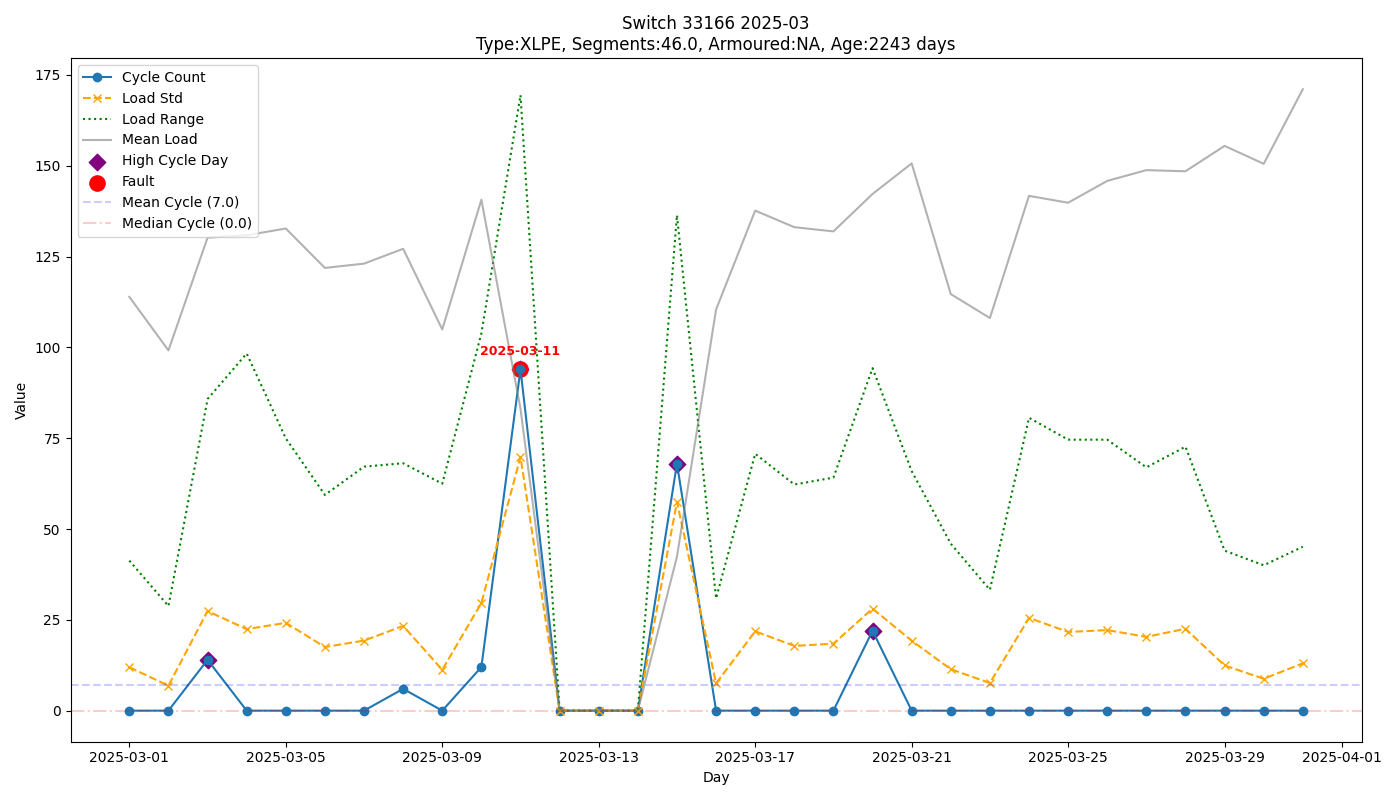 Switch 33166 2025-03
Type:XLPE, Segments:46.0, Armoured:NA, Age:2243 days
175
150
125
100
75
50
25
0
Value
Cycle Count
Load Std
Load Range
Mean Load
High Cycle Day
Fault
Mean Cycle (7.0)
Median Cycle (0.0)
2025-03-11
2025-03-01
2025-03-05
2025-03-09
2025-03-13
2025-03-17
2025-03-21
2025-03-25
2025-03-29
2025-04-01
Day